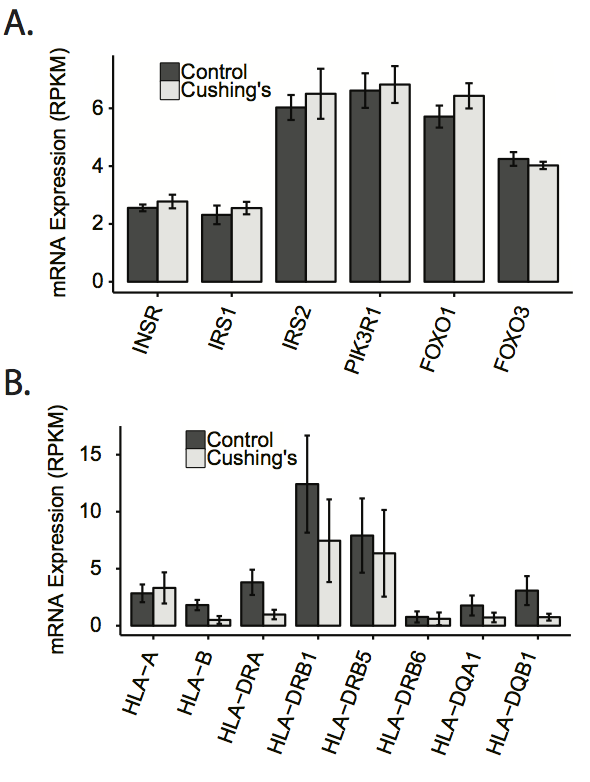 A.
mRNA Expression (RPKM)
Control
Cushing's
6
4
2
0
INSR
IRS1
IRS2
PIK3R1
FOXO1
FOXO3
B.
mRNA Expression (RPKM)
Control
Cushing's
15
10
5
0
HLA-A
HLA-B
HLA-DRA
HLA-DRB1
HLA-DRB5
HLA-DRB6
HLA-DQA1
HLA-DQB1